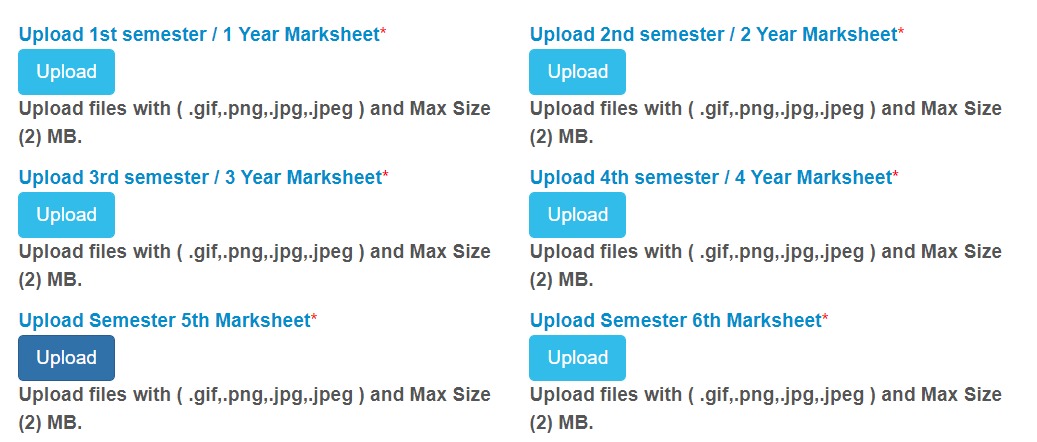 Upload 1st semester / 1 Year Marksheet*
Upload
Upload files with ( .gif,.png,.jpg,.jpeg ) and Max Size
(2) MB.
Upload 2nd semester / 2 Year Marksheet*
Upload
Upload files with ( .gif,.png,.jpg,.jpeg ) and Max Size
(2) MB.
Upload 3rd semester / 3 Year Marksheet*
Upload
Upload files with ( .gif,.png,.jpg,.jpeg ) and Max Size
(2) MB.
Upload 4th semester / 4 Year Marksheet*
Upload
Upload files with ( .gif,.png,.jpg,.jpeg ) and Max Size
(2) MB.
Upload Semester 5th Marksheet*
Upload
Upload files with ( .gif,.png,.jpg,.jpeg ) and Max Size
(2) MB.
Upload Semester 6th Marksheet*
Upload
Upload files with ( .gif,.png,.jpg,.jpeg ) and Max Size
(2) MB.